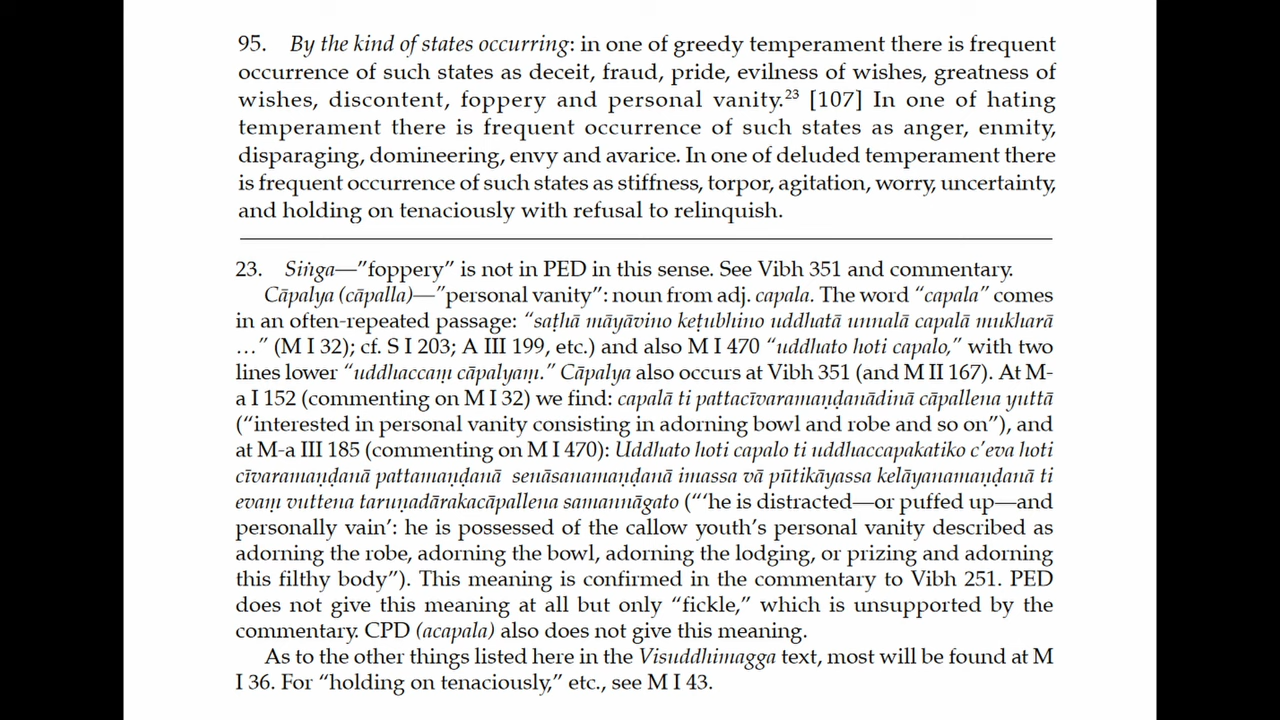 95. By the kind of states occurring: in one of greedy temperament there is frequent
occurrence of such states as deceit, fraud, pride, evilness of wishes, greatness of
wishes, discontent, foppery and personal vanity.²³ [107] In one of hating
temperament there is frequent occurrence of such states as anger, enmity,
disparaging, domineering, envy and avarice. In one of deluded temperament there
is frequent occurrence of such states as stiffness, torpor, agitation, worry, uncertainty,
and holding on tenaciously with refusal to relinquish.
23. Siṅga—”foppery” is not in PED in this sense. See Vibh 351 and commentary.
Cāpalya (cāpalla)—”personal vanity”: noun from adj. capala. The word “capala” comes
in an often-repeated passage: “saṭhā māyāvino keṭubhino uddhatā unnalā capalā mukharā
…” (M I 32); cf. S I 203; A III 199, etc.) and also M I 470 “uddhato hoti capalo,” with two
lines lower “uddhaccaṃ cāpalyaṃ.” Cāpalya also occurs at Vibh 351 (and M II 167). At M-
a I 152 (commenting on M I 32) we find: capalā ti pattacīvaramaṇḍanādinā cāpallena yuttā
(“interested in personal vanity consisting in adorning bowl and robe and so on”), and
at M-a III 185 (commenting on M I 470): Uddhato hoti capalo ti uddhaccapakatiko c’eva hoti
cīvaramaṇḍanā pattamaṇḍanā senāsanamaṇḍanā imassa vā pūtikāyassa kelāyanamaṇḍanā ti
evaṃ vuttena taruṇadārakacāpallena samannāgato (“‘he is distracted—or puffed up—and
personally vain’: he is possessed of the callow youth’s personal vanity described as
adorning the robe, adorning the bowl, adorning the lodging, or prizing and adorning
this filthy body”). This meaning is confirmed in the commentary to Vibh 251. PED
does not give this meaning at all but only “fickle,” which is unsupported by the
commentary. CPD (acapala) also does not give this meaning.
As to the other things listed here in the Visuddhimagga text, most will be found at M
I 36. For “holding on tenaciously,” etc., see M I 43.